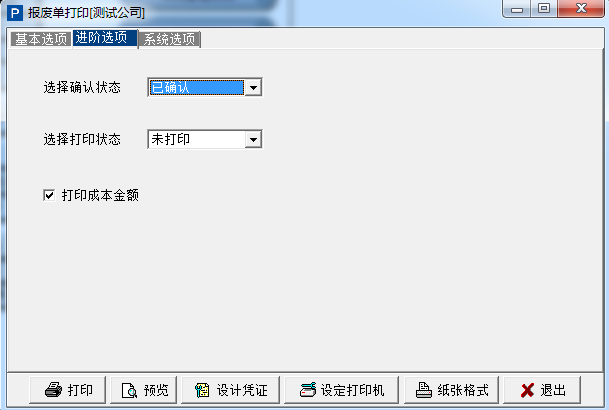 P 报废单打印[测试公司]
基本选项 进阶选项 系统选项
选择确认状态 已确认
选择打印状态 未打印
打印成本金额
打印 预览 设计凭证 设定打印机 纸张格式 退出